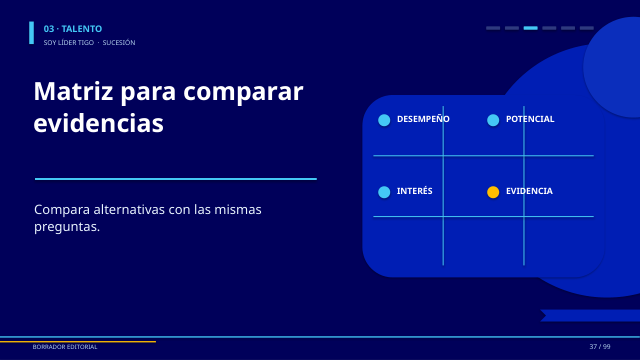 03 · TALENTO
SOY LÍDER TIGO · SUCESIÓN
Matriz para comparar
evidencias
Compara alternativas con las mismas
preguntas.
DESEMPEÑO
POTENCIAL
INTERÉS
EVIDENCIA
BORRADOR EDITORIAL
37 / 99